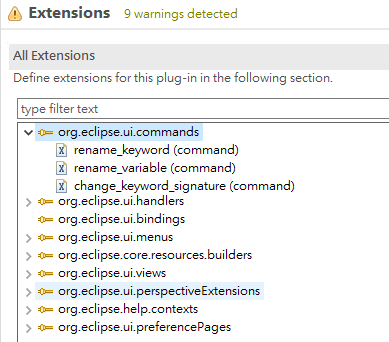 Extensions 9 warnings detected
All Extensions
Define extensions for this plug-in in the following section.
type filter text
org.eclipse.ui.commands
rename_keyword (command)
rename_variable (command)
change_keyword_signature (command)
org.eclipse.ui.handlers
org.eclipse.ui.bindings
org.eclipse.ui.menus
org.eclipse.core.resources.builders
org.eclipse.ui.views
org.eclipse.ui.perspectiveExtensions
org.eclipse.help.contexts
org.eclipse.ui.preferencePages